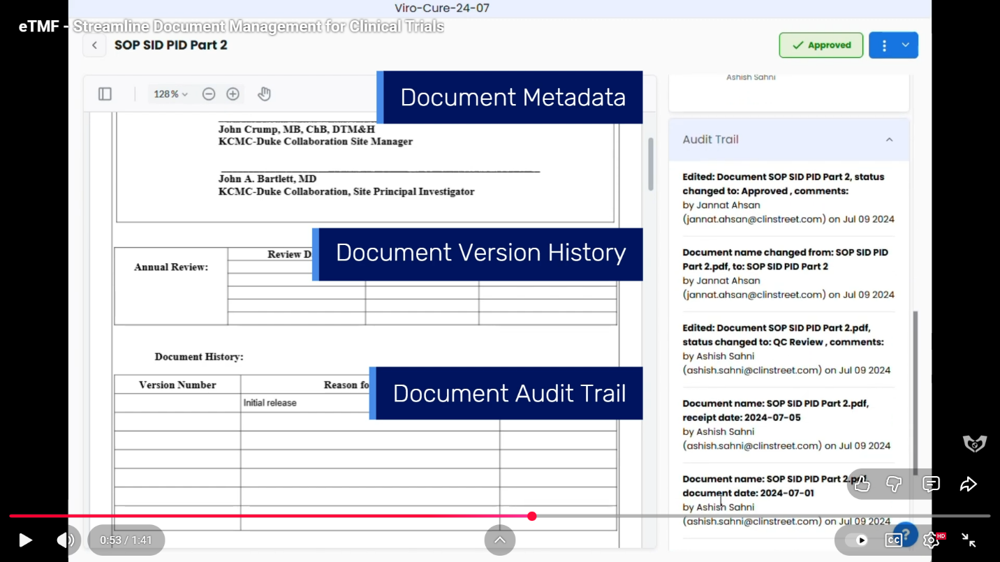 Viro-Cure-24-07
eTMF - Streamline Document Management for Clinical Trials
SOP SID PID Part 2
Approved
128%
Document Metadata
John Crump, MB, ChB, DTM&H
KCMC-Duke Collaboration Site Manager
John A. Bartlett, MD
KCMC-Duke Collaboration, Site Principal Investigator
Annual Review:
Review D
Document Version History
Document History:
Version Number
Reason fo
Initial release
Document Audit Trail
Ashish Sahni
Audit Trail
Edited: Document SOP SID PID Part 2, status
changed to: Approved , comments:
by Jannat Ahsan
(jannat.ahsan@clinstreet.com) on Jul 09 2024
Document name changed from: SOP SID PID
Part 2.pdf, to: SOP SID PID Part 2
by Jannat Ahsan
(jannat.ahsan@clinstreet.com) on Jul 09 2024
Edited: Document SOP SID PID Part 2.pdf,
status changed to: QC Review , comments:
by Ashish Sahni
(ashish.sahni@clinstreet.com) on Jul 09 2024
Document name: SOP SID PID Part 2.pdf,
receipt date: 2024-07-05
by Ashish Sahni
(ashish.sahni@clinstreet.com) on Jul 09 2024
Document name: SOP SID PID Part 2.pdf
document date: 2024-07-01
by Ashish Sahni
(ashish.sahni@clinstreet.com) on Jul 09 2024
0:53 / 1:41
CC
?
HD